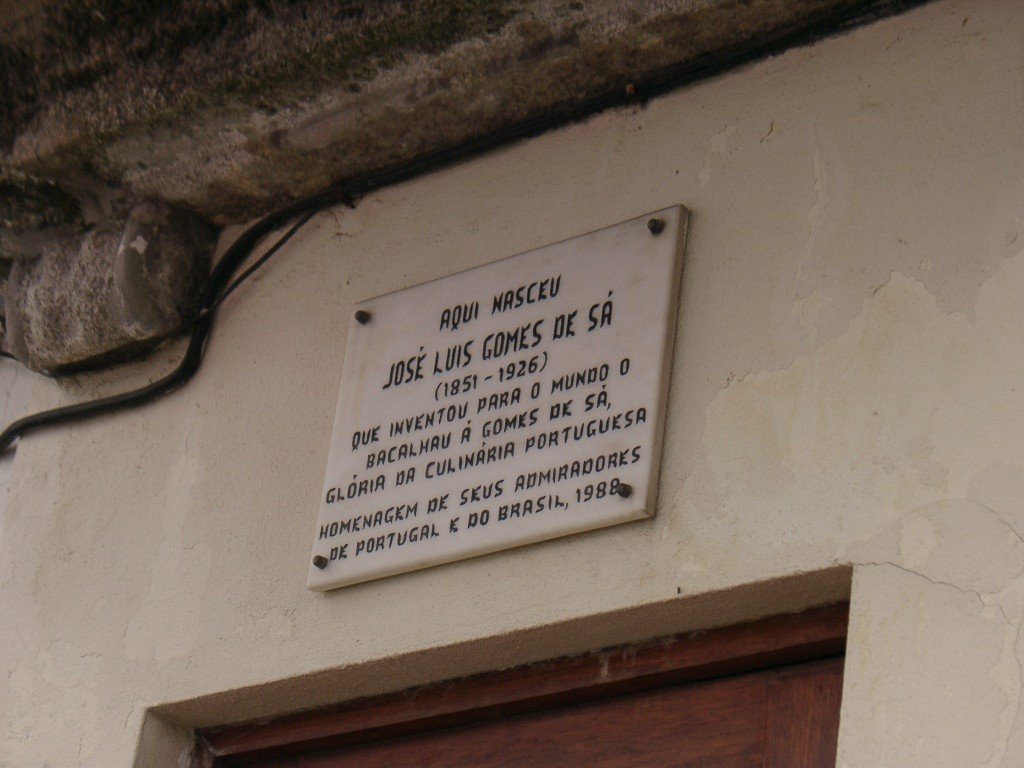 AQUI NASCEU
JOSÉ LUIS GOMES DE SÁ
(1851 - 1926)
QUE INVENTOU PARA O MUNDO O
BACALHAU Á GOMES DE SÁ,
GLÓRIA DA CULINÁRIA PORTUGUESA
HOMENAGEM DE SEUS ADMIRADORES
DE PORTUGAL E DO BRASIL, 1988